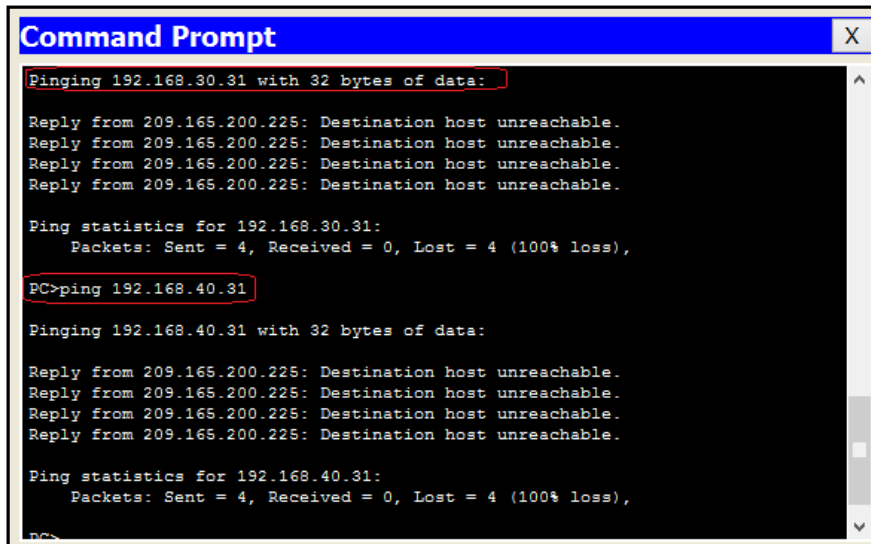 Command Prompt
X
Pinging 192.168.30.31 with 32 bytes of data:
Reply from 209.165.200.225: Destination host unreachable.
Reply from 209.165.200.225: Destination host unreachable.
Reply from 209.165.200.225: Destination host unreachable.
Reply from 209.165.200.225: Destination host unreachable.
Ping statistics for 192.168.30.31:
Packets: Sent = 4, Received = 0, Lost = 4 (100% loss),
PC>ping 192.168.40.31
Pinging 192.168.40.31 with 32 bytes of data:
Reply from 209.165.200.225: Destination host unreachable.
Reply from 209.165.200.225: Destination host unreachable.
Reply from 209.165.200.225: Destination host unreachable.
Reply from 209.165.200.225: Destination host unreachable.
Ping statistics for 192.168.40.31:
Packets: Sent = 4, Received = 0, Lost = 4 (100% loss),
PC>